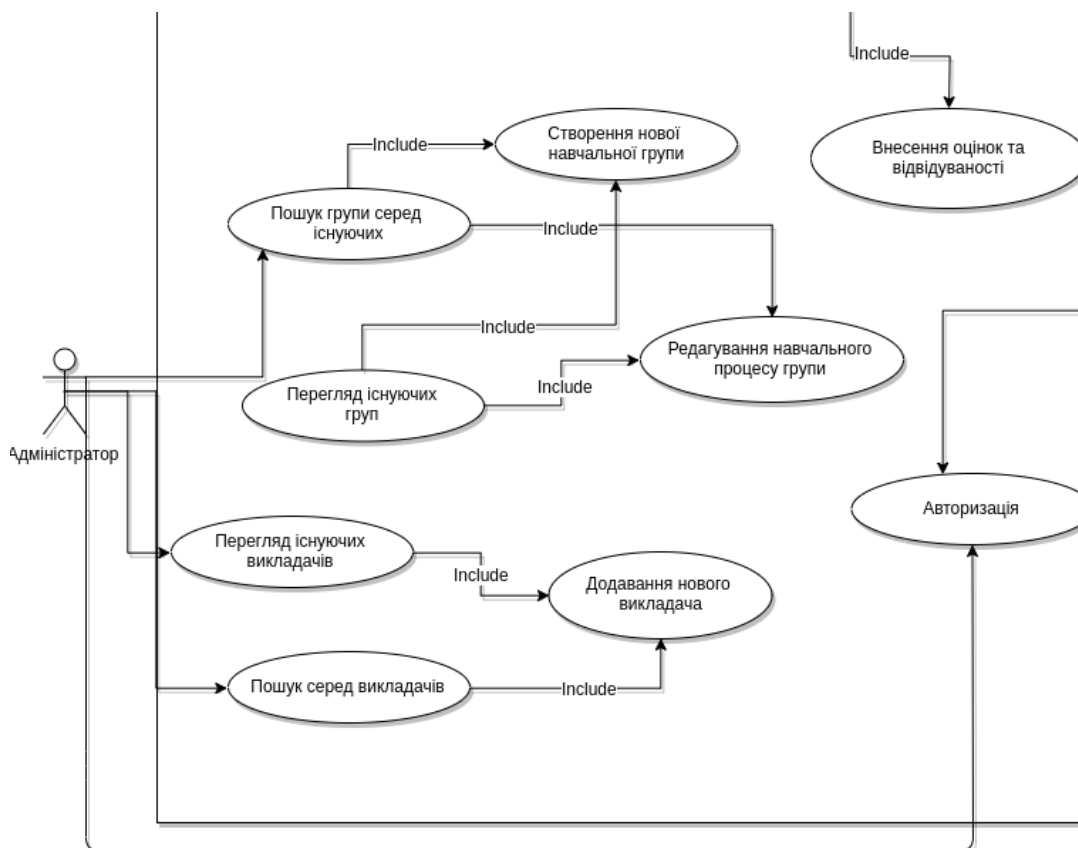 Include
Створення нової
навчальної групи
Include
Внесення оцінок та
відвідуваності
Пошук групи серед
існуючих
Include
Include
Редагування навчального
процесу групи
Include
Перегляд існуючих
груп
Адміністратор
Авторизація
Перегляд існуючих
викладачів
Include
Додавання нового
викладача
Пошук серед викладачів
Include